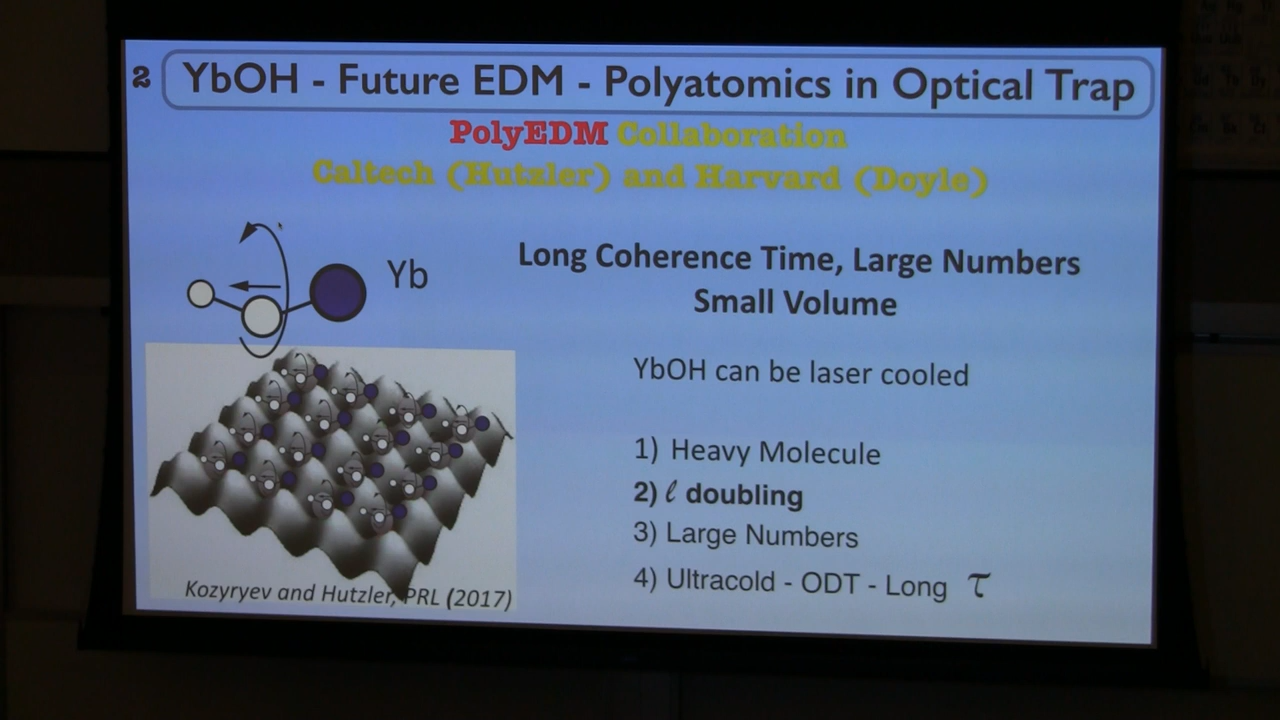 2 YbOH - Future EDM - Polyatomics in Optical Trap
PolyEDM Collaboration
Caltech (Hutzler) and Harvard (Doyle)
Yb
Long Coherence Time, Large Numbers
Small Volume
YbOH can be laser cooled
1) Heavy Molecule
2) ℓ doubling
3) Large Numbers
4) Ultracold - ODT - Long τ
Kozyryev and Hutzler, PRL (2017)